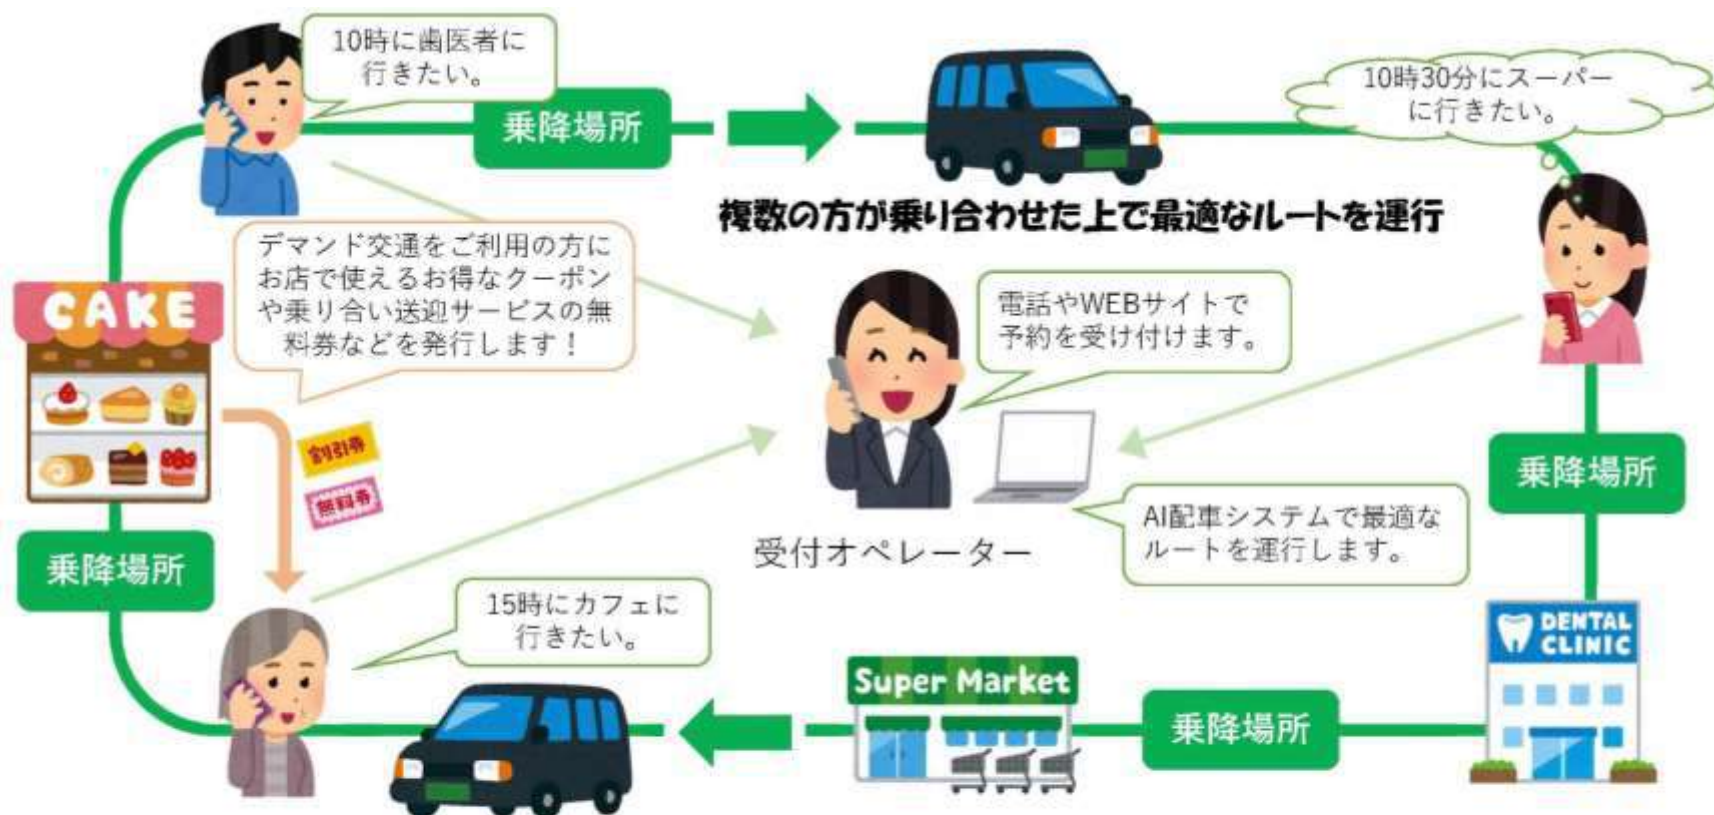 10時に歯医者に
行きたい。
乗降場所
10時30分にスーパー
に行きたい。
複数の方が乗り合わせた上で最適なルートを運行
デマンド交通をご利用の方に
お店で使えるお得なクーポン
や乗り合い送迎サービスの無
料券などを発行します！
電話やWEBサイトで
予約を受け付けます。
CAKE
割引券
無料券
乗降場所
AI配車システムで最適な
ルートを運行します。
受付オペレーター
乗降場所
15時にカフェに
行きたい。
DENTAL
CLINIC
Super Market
乗降場所